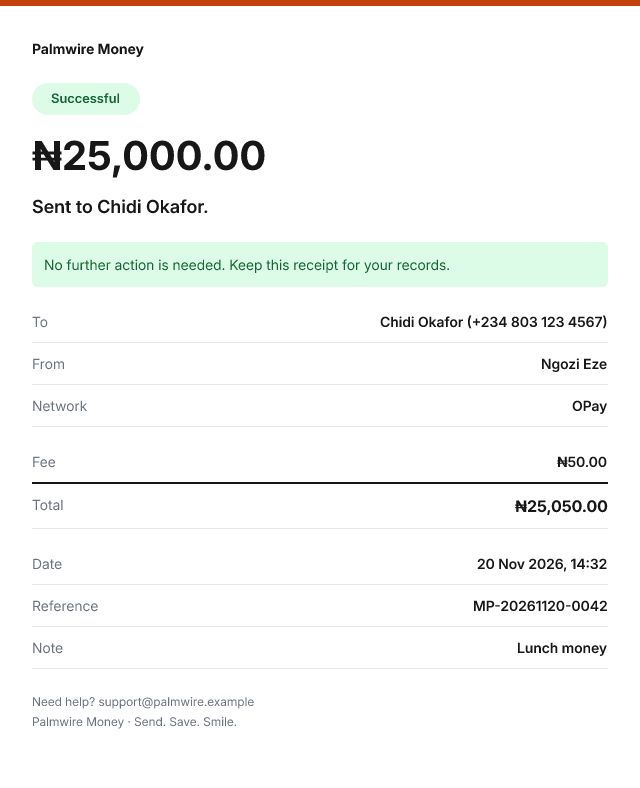 Palmwire Money
Successful
₦25,000.00
Sent to Chidi Okafor.
No further action is needed. Keep this receipt for your records.
To Chidi Okafor (+234 803 123 4567)
From Ngozi Eze
Network OPay
Fee ₦50.00
Total ₦25,050.00
Date 20 Nov 2026, 14:32
Reference MP-20261120-0042
Note Lunch money
Need help? support@palmwire.example
Palmwire Money · Send. Save. Smile.